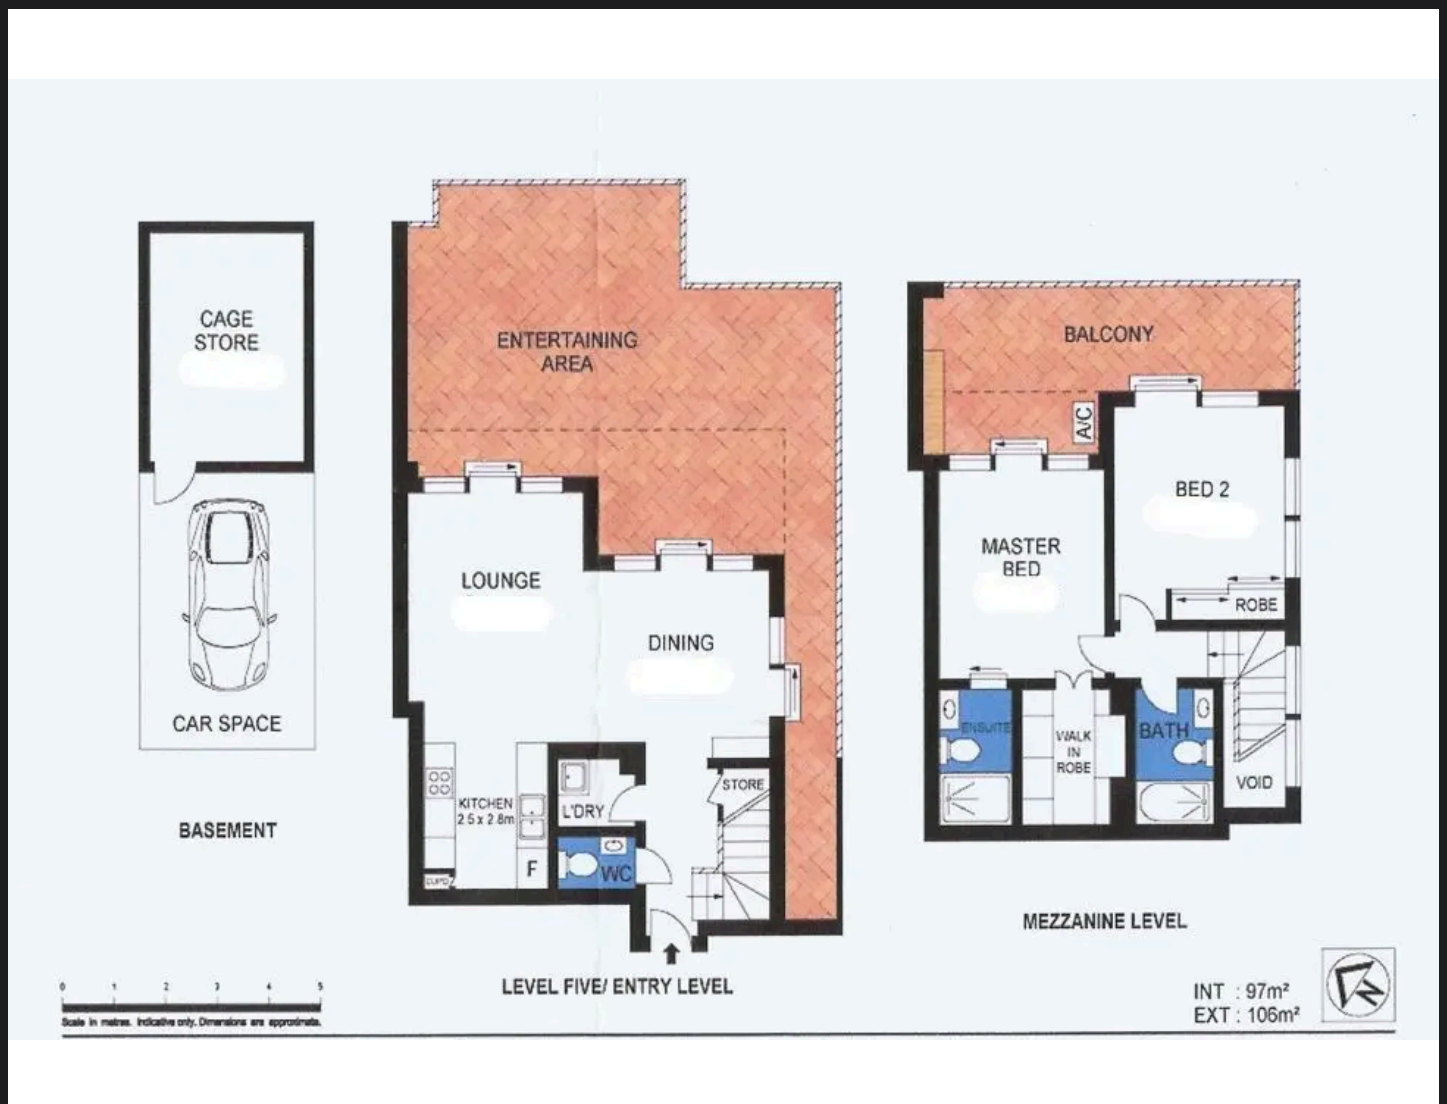 CAGE
STORE
CAR SPACE
BASEMENT
ENTERTAINING
AREA
LOUNGE
DINING
KITCHEN
2.5 x 2.8m
F
L'DRY
WC
STORE
LEVEL FIVE/ ENTRY LEVEL
BALCONY
A/C
BED 2
MASTER
BED
ROBE
ENSUITE
WALK
IN
ROBE
BATH
VOID
MEZZANINE LEVEL
0 1 2 3 4 5
Scale in metres. Indicative only. Dimensions are approximate.
INT : 97m²
EXT : 106m²
N